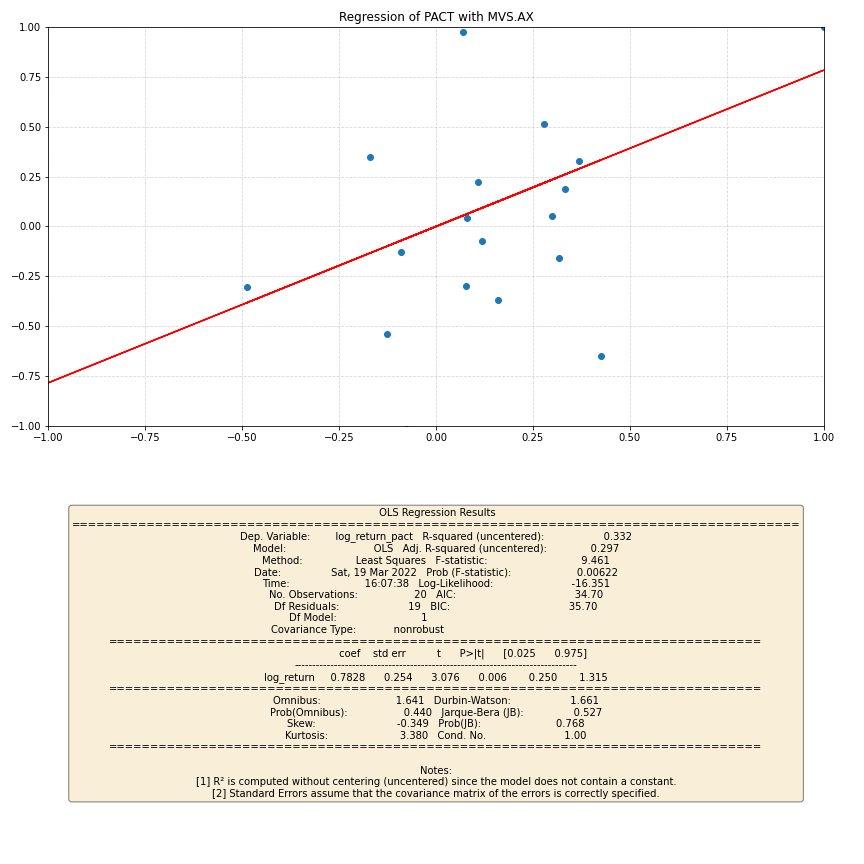 Regression of PACT with MVS.AX
1.00
0.75
0.50
0.25
0.00
−0.25
−0.50
−0.75
−1.00
−1.00 −0.75 −0.50 −0.25 0.00 0.25 0.50 0.75 1.00
OLS Regression Results
==============================================================================
Dep. Variable: log_return_pact R-squared (uncentered): 0.332
Model: OLS Adj. R-squared (uncentered): 0.297
Method: Least Squares F-statistic: 9.461
Date: Sat, 19 Mar 2022 Prob (F-statistic): 0.00622
Time: 16:07:38 Log-Likelihood: -16.351
No. Observations: 20 AIC: 34.70
Df Residuals: 19 BIC: 35.70
Df Model: 1
Covariance Type: nonrobust
==============================================================================
coef std err t P>|t| [0.025 0.975]
------------------------------------------------------------------------------
log_return 0.7828 0.254 3.076 0.006 0.250 1.315
==============================================================================
Omnibus: 1.641 Durbin-Watson: 1.661
Prob(Omnibus): 0.440 Jarque-Bera (JB): 0.527
Skew: -0.349 Prob(JB): 0.768
Kurtosis: 3.380 Cond. No. 1.00
==============================================================================
Notes:
[1] R² is computed without centering (uncentered) since the model does not contain a constant.
[2] Standard Errors assume that the covariance matrix of the errors is correctly specified.